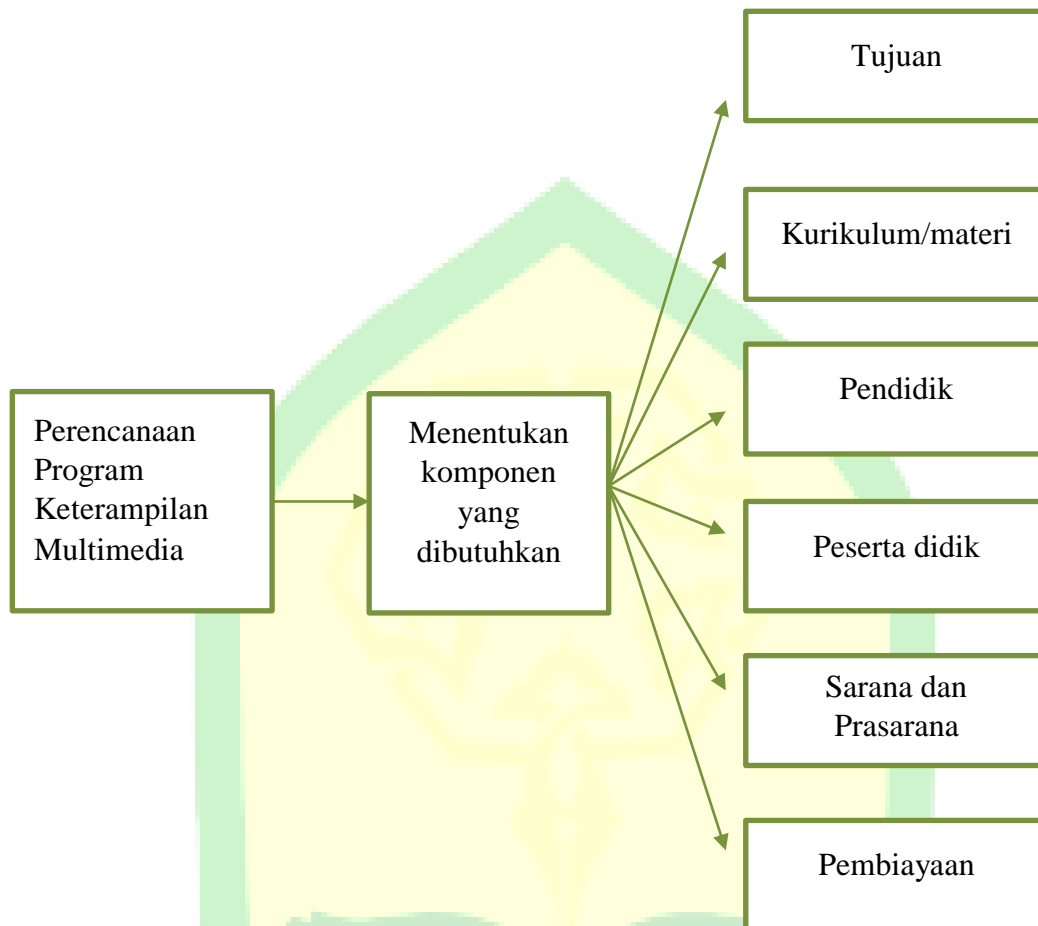 Perencanaan
Program
Keterampilan
Multimedia
Menentukan
komponen
yang
dibutuhkan
Tujuan
Kurikulum/materi
Pendidik
Peserta didik
Sarana dan
Prasarana
Pembiayaan